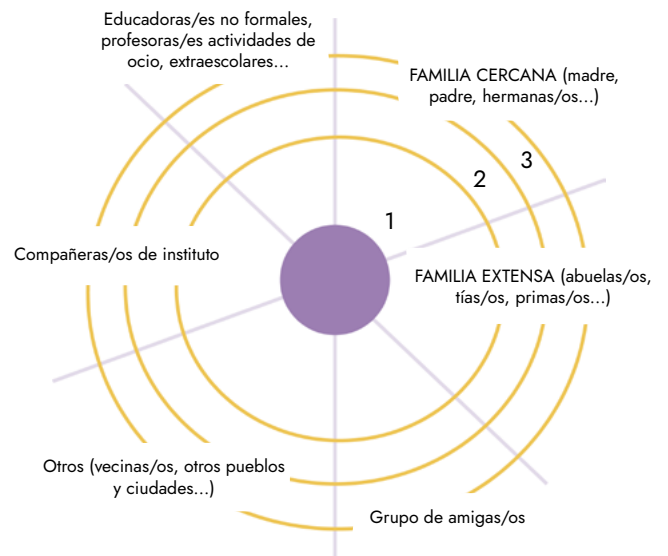 Educadoras/es no formales,
profesoras/es actividades de
ocio, extraescolares...
FAMILIA CERCANA (madre,
padre, hermanas/os...)
3
2
1
Compañeras/os de instituto
FAMILIA EXTENSA (abuelas/os,
tías/os, primas/os...)
Otros (vecinas/os, otros pueblos
y ciudades...)
Grupo de amigas/os